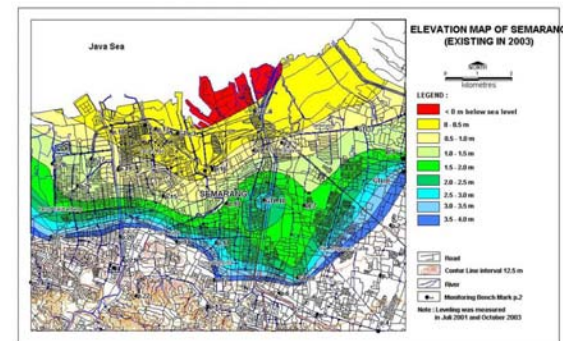 Java Sea
SEMARANG
ELEVATION MAP OF SEMARANG
(EXISTING IN 2003)
NORTH
Kilometres
LEGEND :
< 0 m below sea level
0 - 0.5 m
0.5 - 1.0 m
1.0 - 1.5 m
1.5 - 2.0 m
2.0 - 2.5 m
2.5 - 3.0 m
3.0 - 3.5 m
3.5 - 4.0 m
Road
Contur Line interval 12.5 m
River
Monitoring Bench Mark p.2
Note : Leveling was measured
in Juli 2001 and October 2003